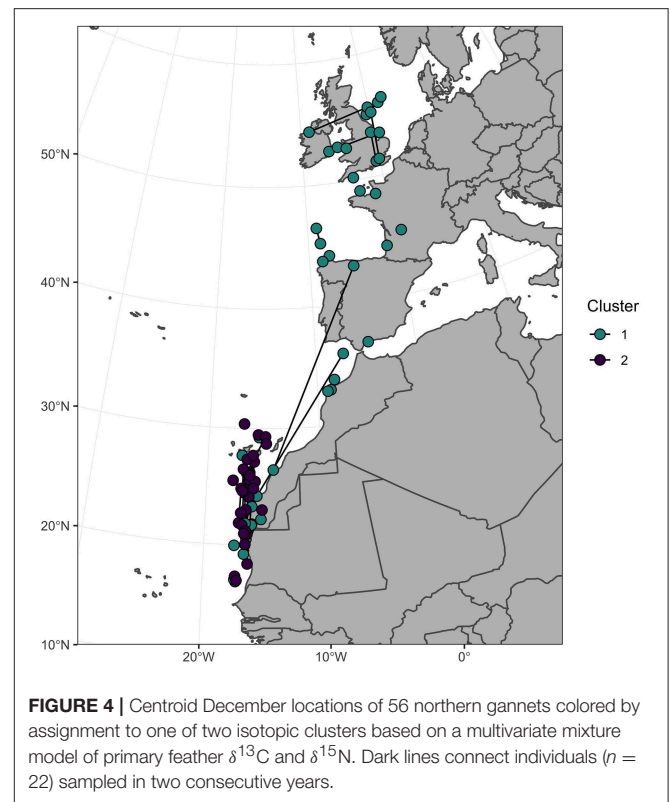 50°N
40°N
30°N
20°N
10°N
20°W 10°W 0°
Cluster
1
2
FIGURE 4 | Centroid December locations of 56 northern gannets colored by
assignment to one of two isotopic clusters based on a multivariate mixture
model of primary feather δ¹³C and δ¹⁵N. Dark lines connect individuals (n =
22) sampled in two consecutive years.